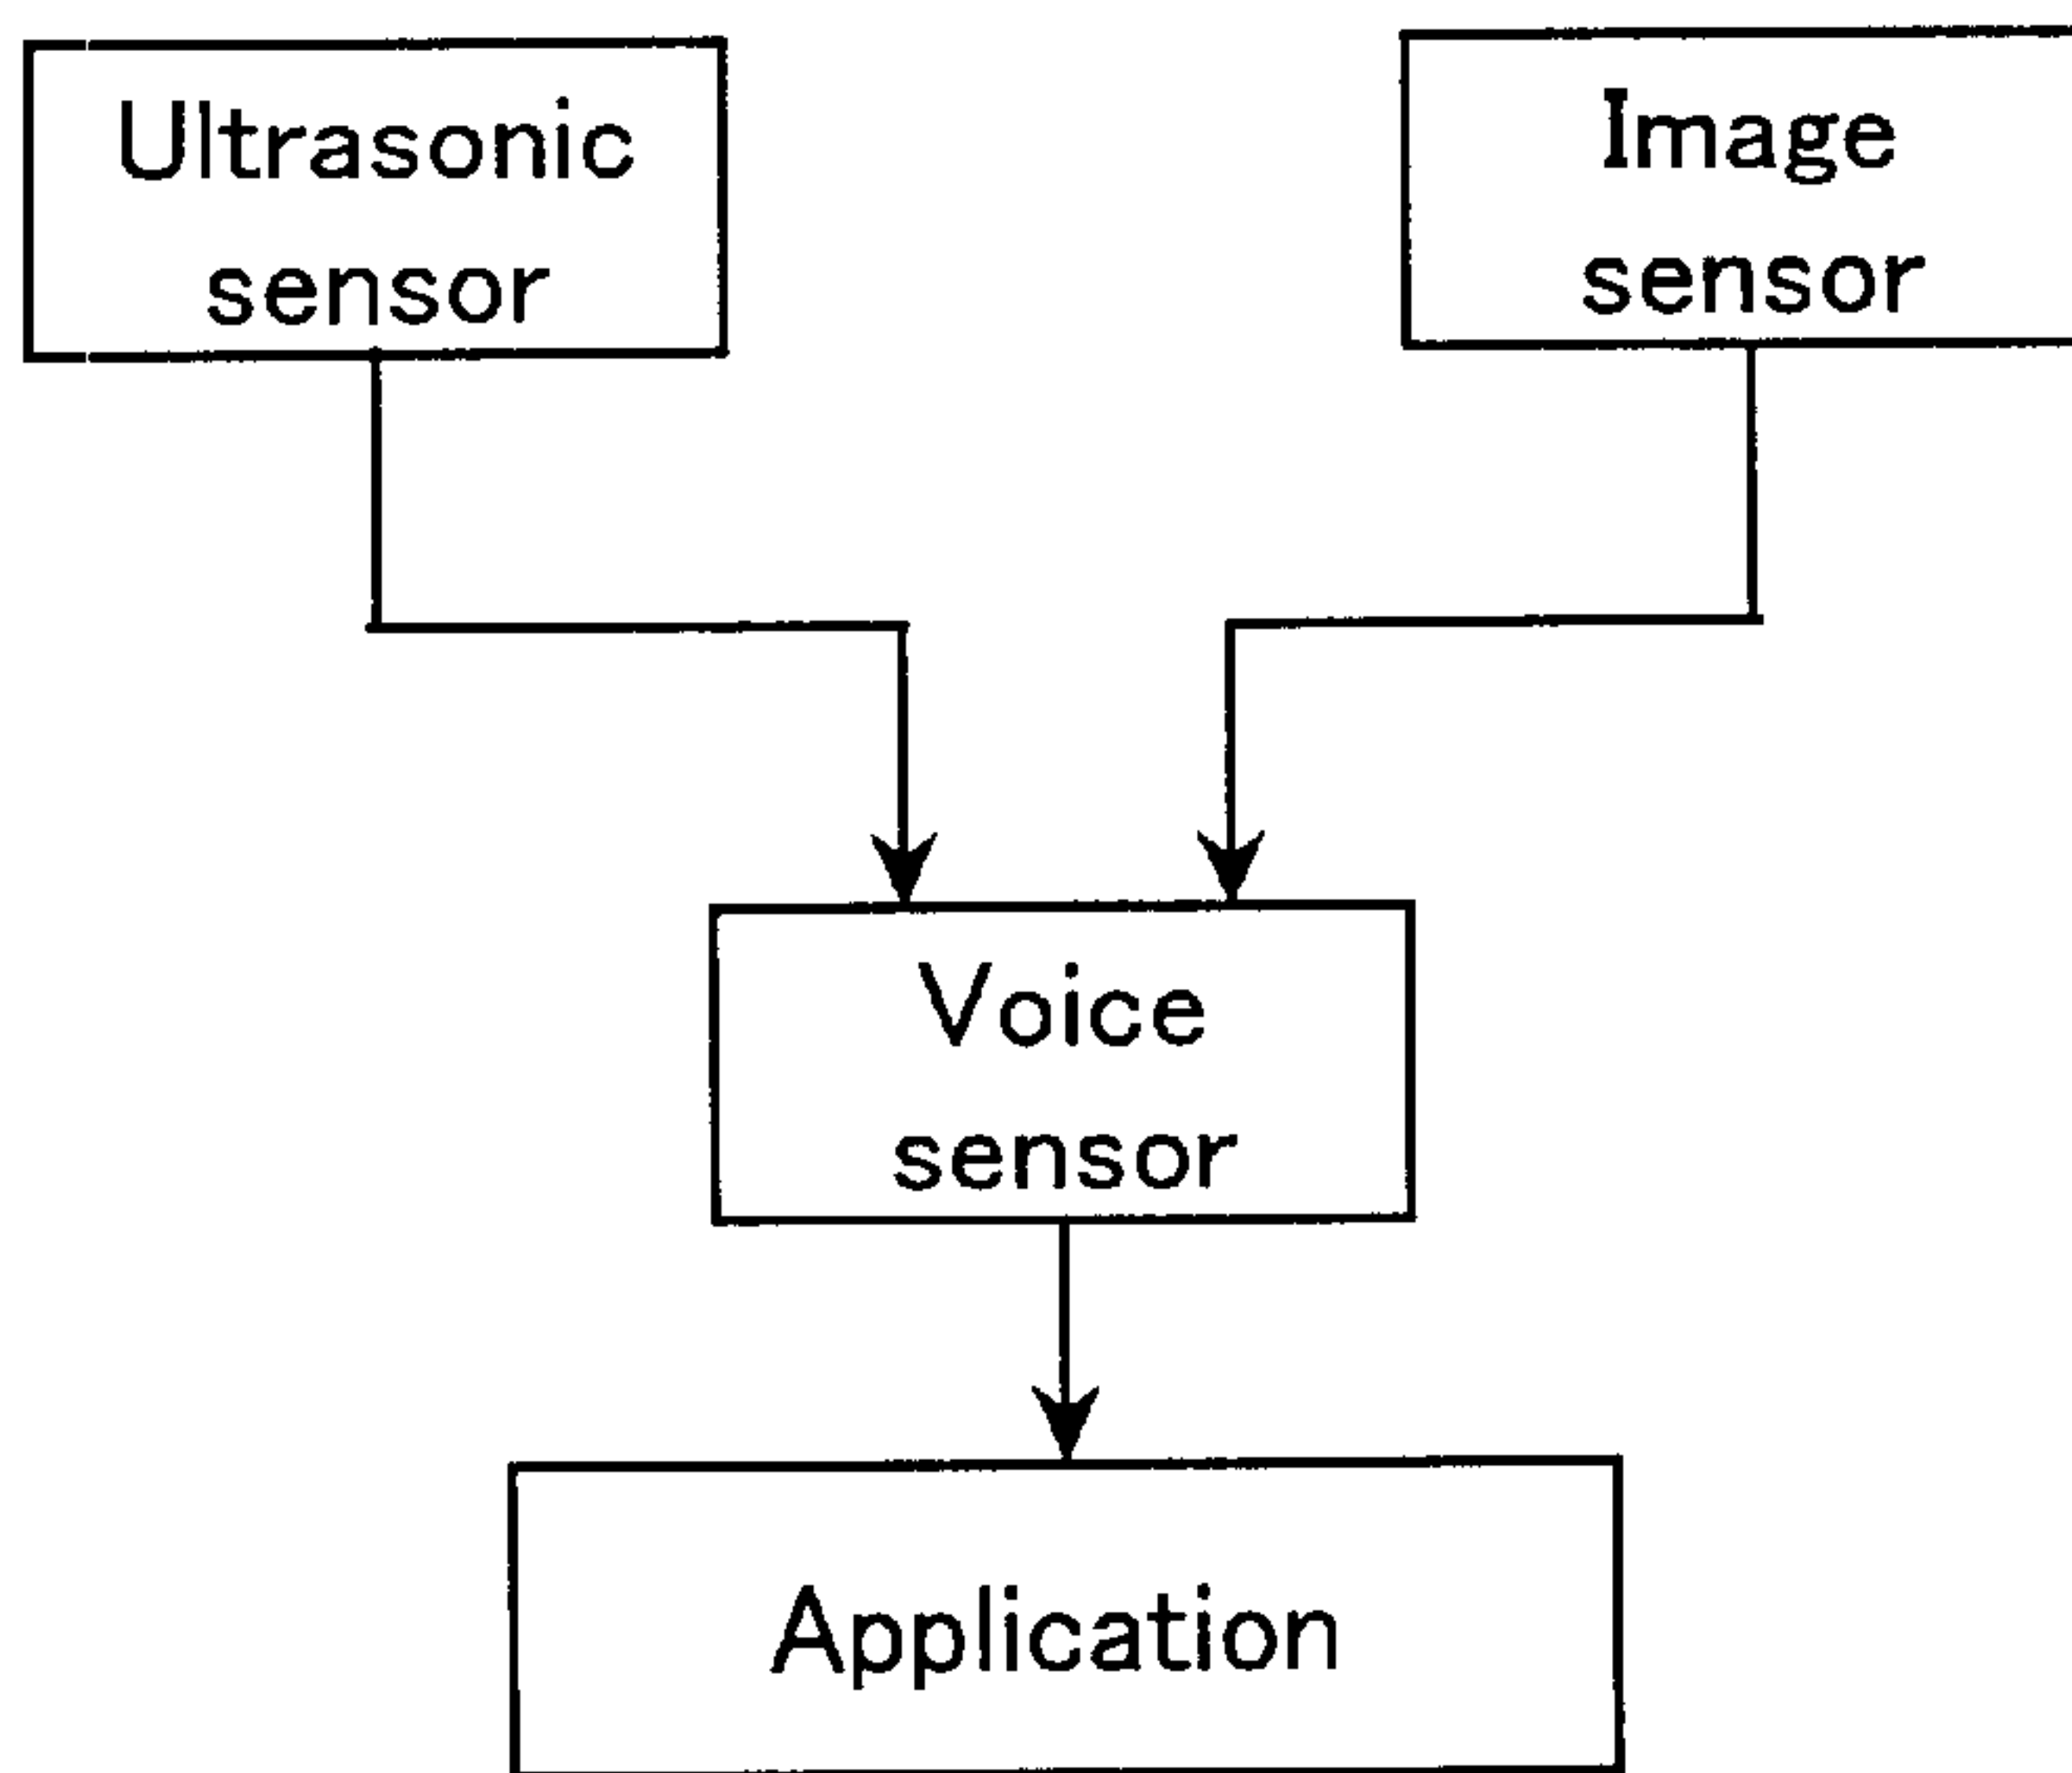 Ultrasonic
sensor
Image
sensor
Voice
sensor
Application